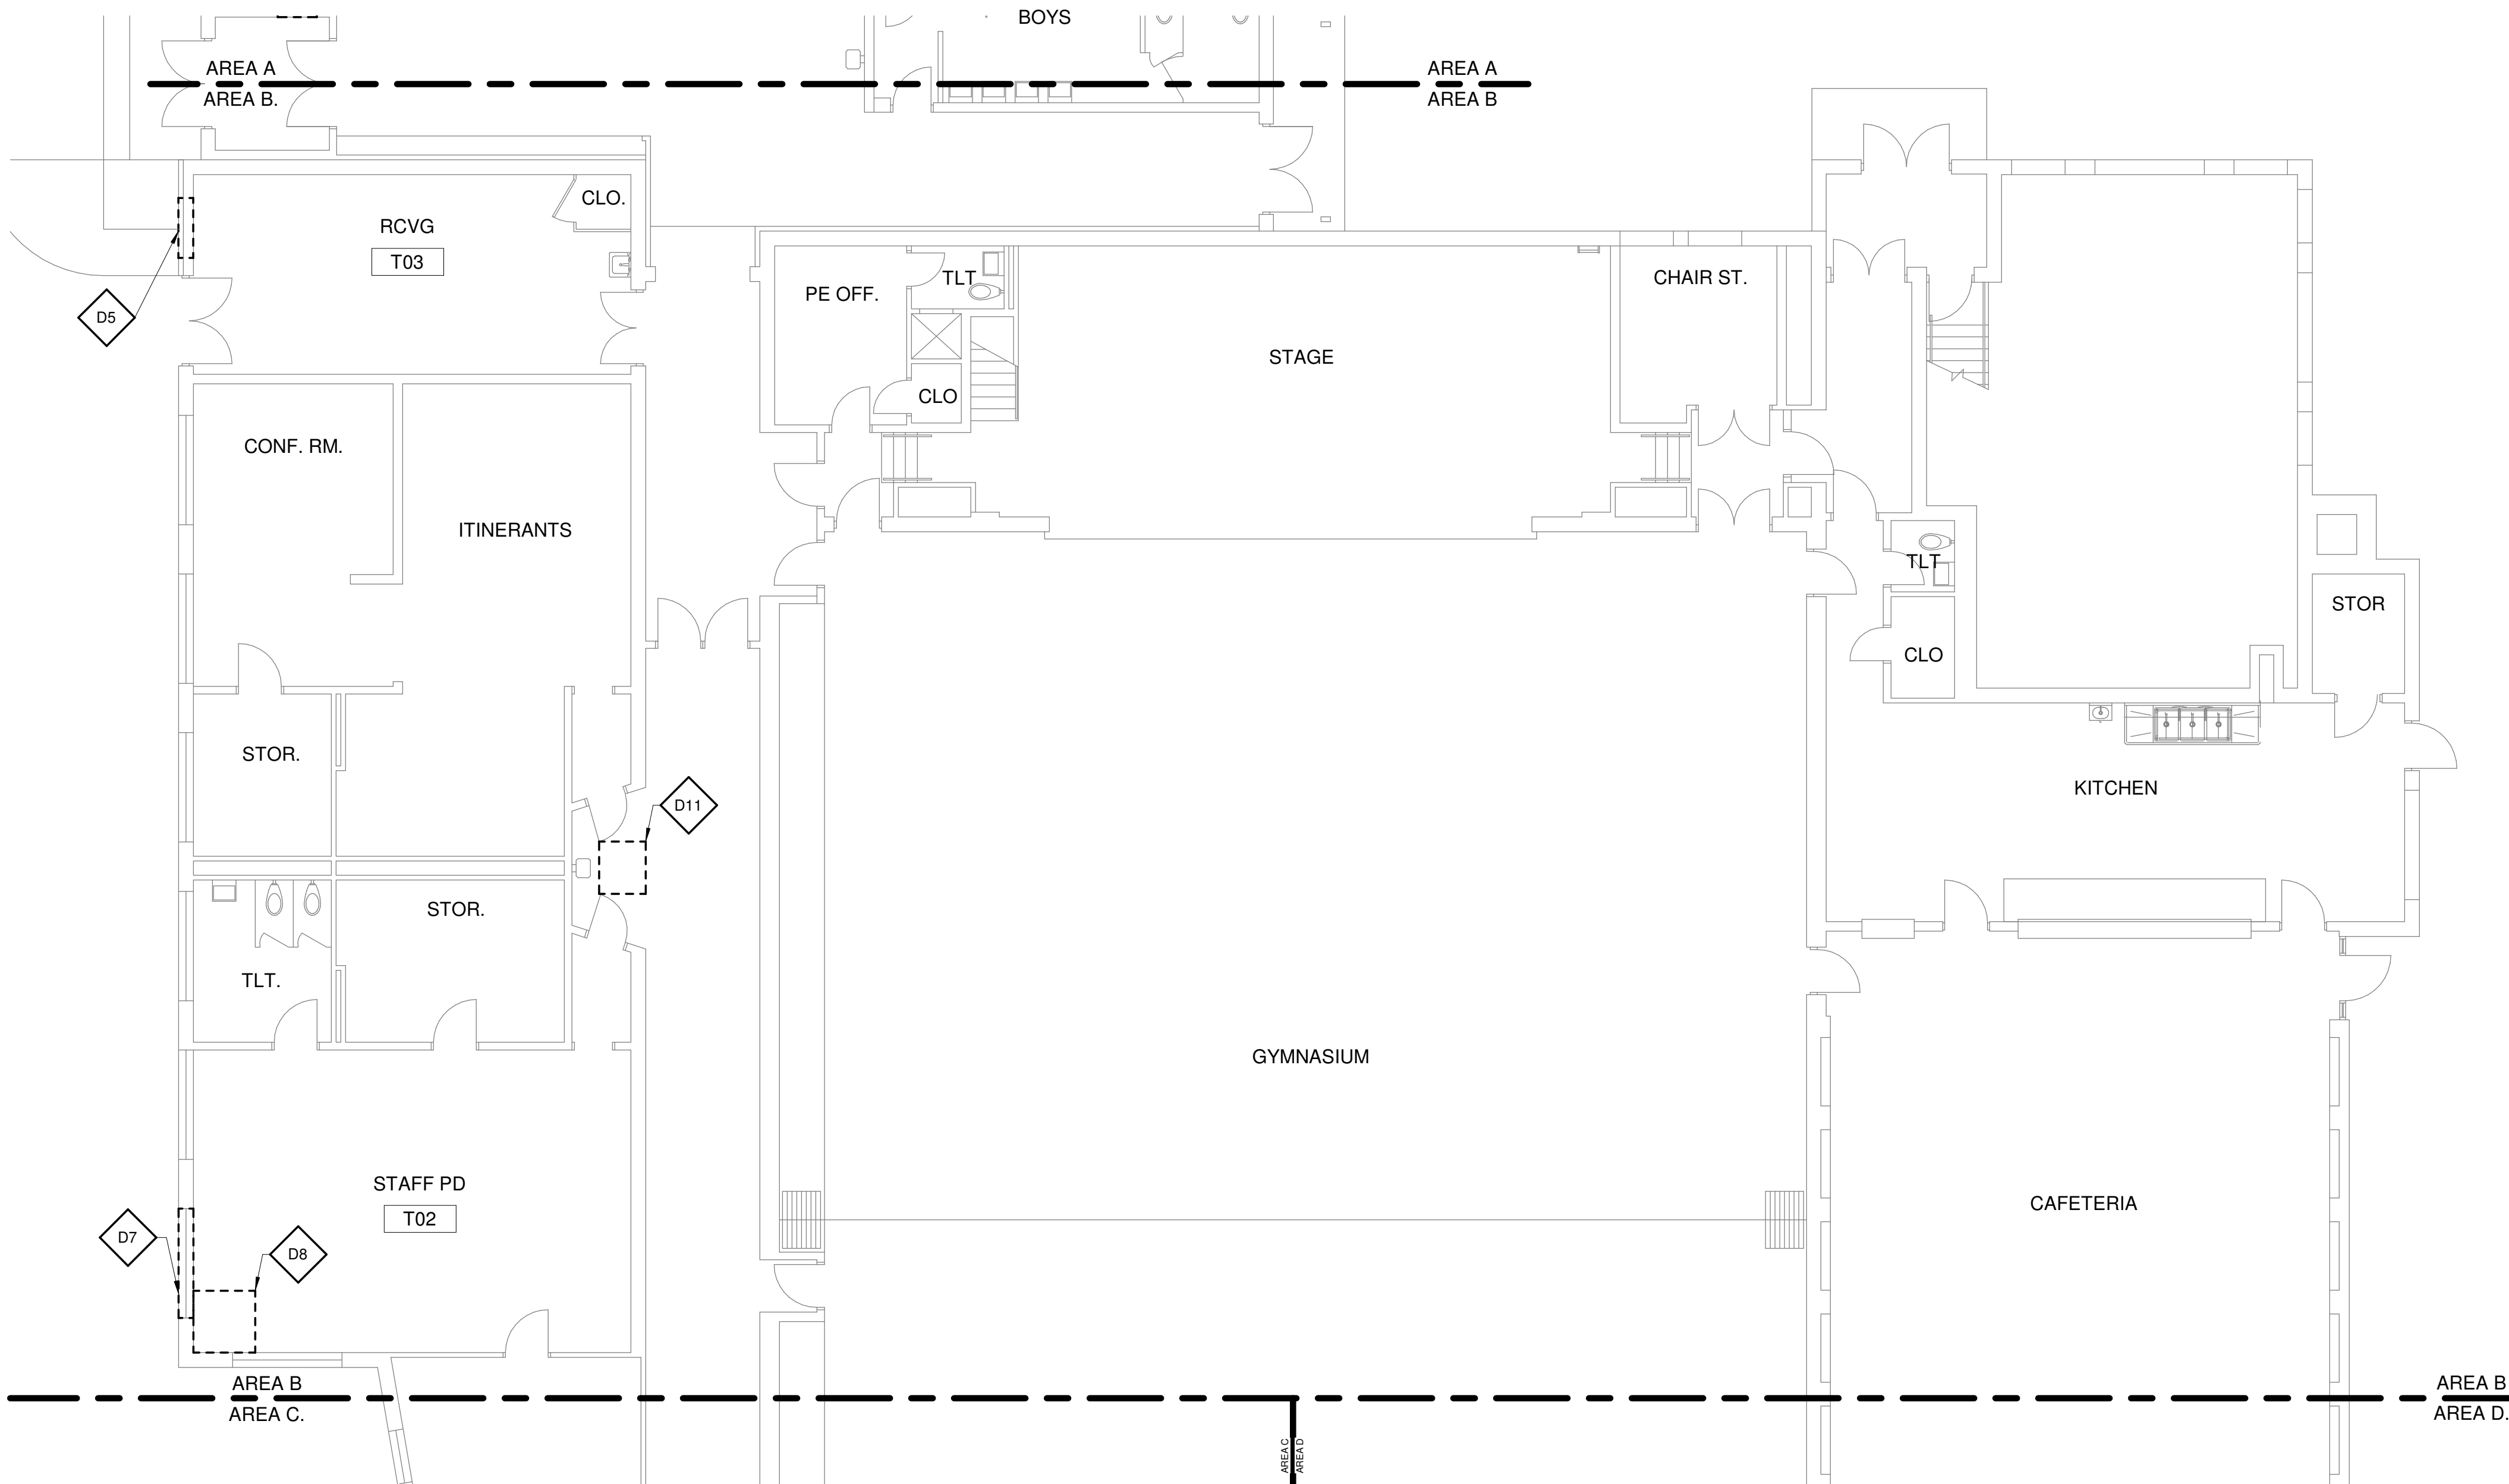 BOYS
AREA A
AREA B.
AREA A
AREA B
CLO.
RCVG
T03
D5
PE OFF.
TLT
CLO
STAGE
CHAIR ST.
CONF. RM.
ITINERANTS
TLT
STOR
CLO
STOR.
D11
KITCHEN
STOR.
TLT.
GYMNASIUM
STAFF PD
T02
CAFETERIA
D7
D8
AREA B
AREA C.
AREA B
AREA D.
AREA C
AREA D